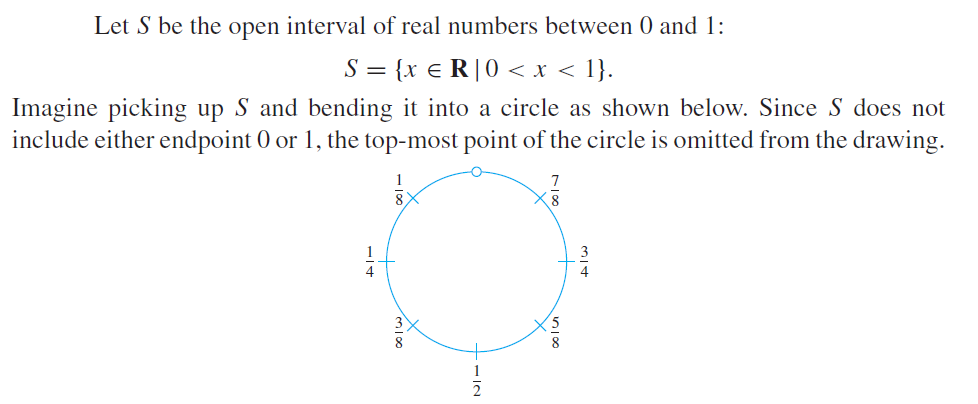 Let S be the open interval of real numbers between 0 and 1:
S = {x ∈ R | 0 < x < 1}.
Imagine picking up S and bending it into a circle as shown below. Since S does not
include either endpoint 0 or 1, the top-most point of the circle is omitted from the drawing.
1/8 7/8
1/4 3/4
3/8 5/8
1/2